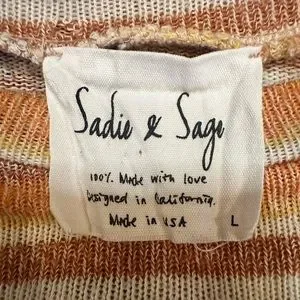 Sadie & Sage
100% Made with love
Designed in California.
Made in USA
L